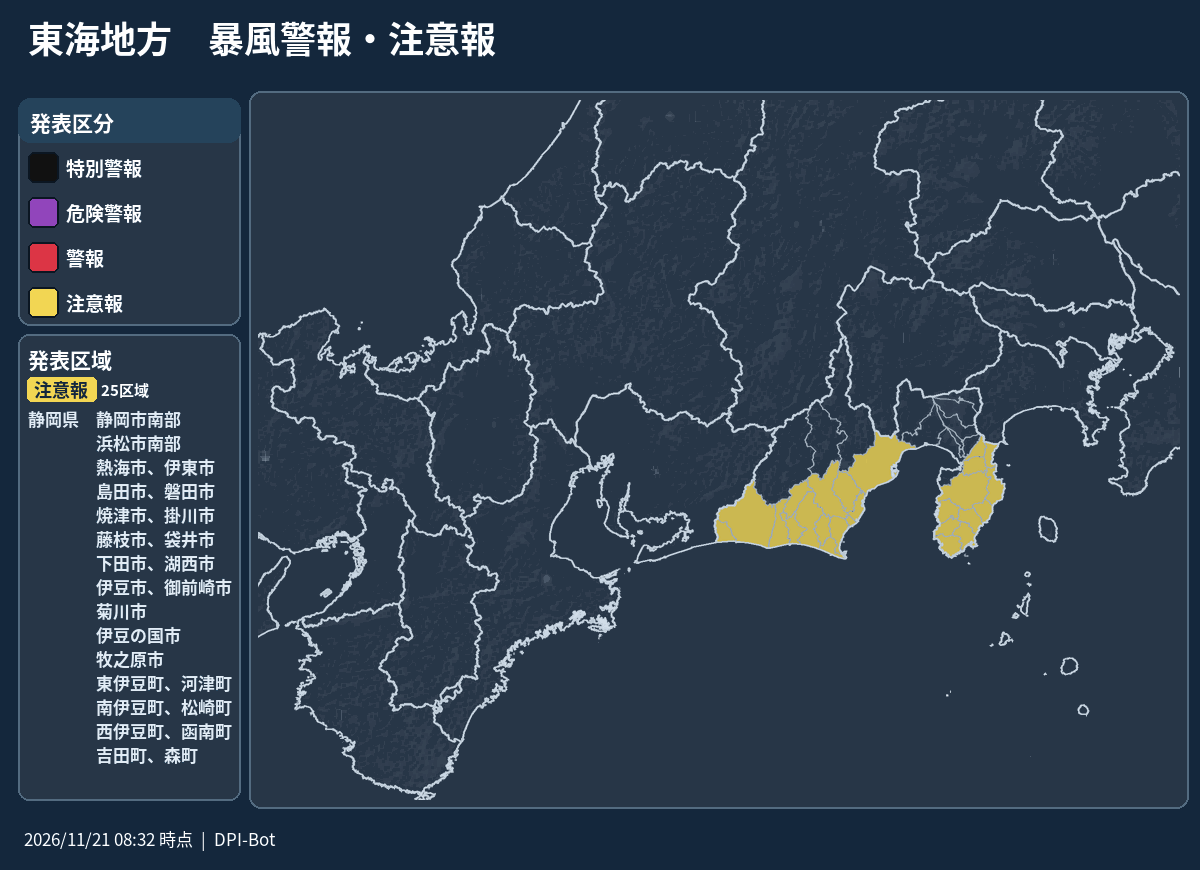 東海地方　暴風警報・注意報
発表区分
特別警報
危険警報
警報
注意報
発表区域
注意報 25区域
静岡県 静岡市南部
浜松市南部
熱海市、伊東市
島田市、磐田市
焼津市、掛川市
藤枝市、袋井市
下田市、湖西市
伊豆市、御前崎市
菊川市
伊豆の国市
牧之原市
東伊豆町、河津町
南伊豆町、松崎町
西伊豆町、函南町
吉田町、森町
2026/11/21 08:32 時点 | DPI-Bot